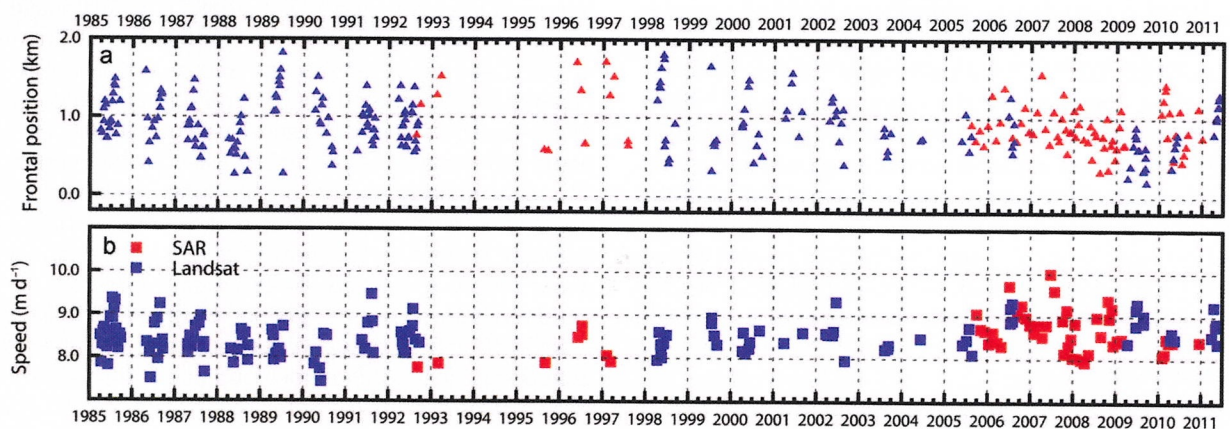 1985 1986 1987 1988 1989 1990 1991 1992 1993 1994 1995 1996 1997 1998 1999 2000 2001 2002 2003 2004 2005 2006 2007 2008 2009 2010 2011
2.0
a
Frontal position (km)
1.0
0.0
b
SAR
10.0
Landsat
Speed (m d⁻¹)
9.0
8.0
1985 1986 1987 1988 1989 1990 1991 1992 1993 1994 1995 1996 1997 1998 1999 2000 2001 2002 2003 2004 2005 2006 2007 2008 2009 2010 2011